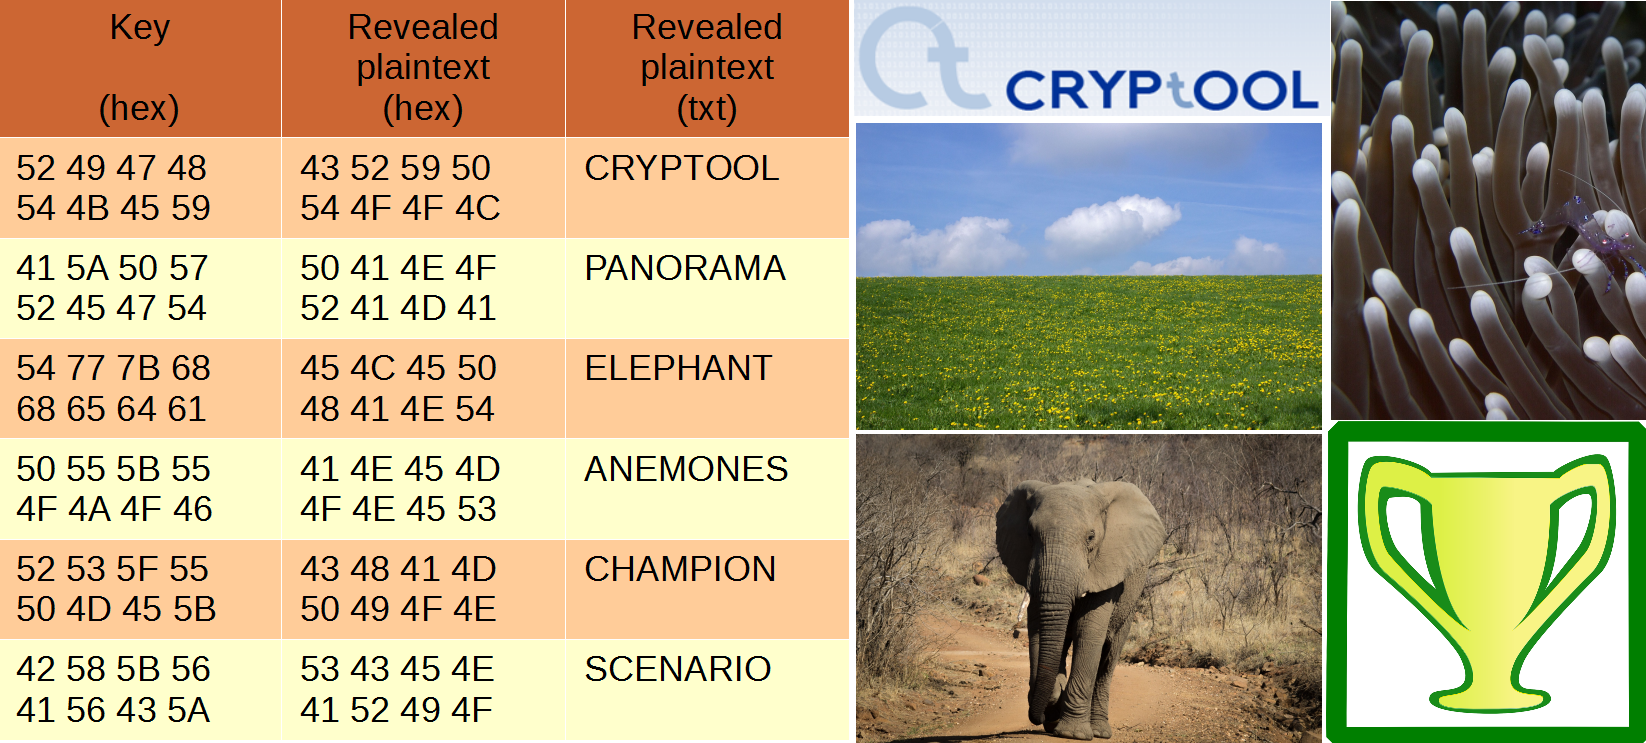 Key
(hex)
Revealed
plaintext
(hex)
Revealed
plaintext
(txt)
52 49 47 48
54 4B 45 59
43 52 59 50
54 4F 4F 4C
CRYPTOOL
41 5A 50 57
52 45 47 54
50 41 4E 4F
52 41 4D 41
PANORAMA
54 77 7B 68
68 65 64 61
45 4C 45 50
48 41 4E 54
ELEPHANT
50 55 5B 55
4F 4A 4F 46
41 4E 45 4D
4F 4E 45 53
ANEMONES
52 53 5F 55
50 4D 45 5B
43 48 41 4D
50 49 4F 4E
CHAMPION
42 58 5B 56
41 56 43 5A
53 43 45 4E
41 52 49 4F
SCENARIO
Ct
CRYPtOOL